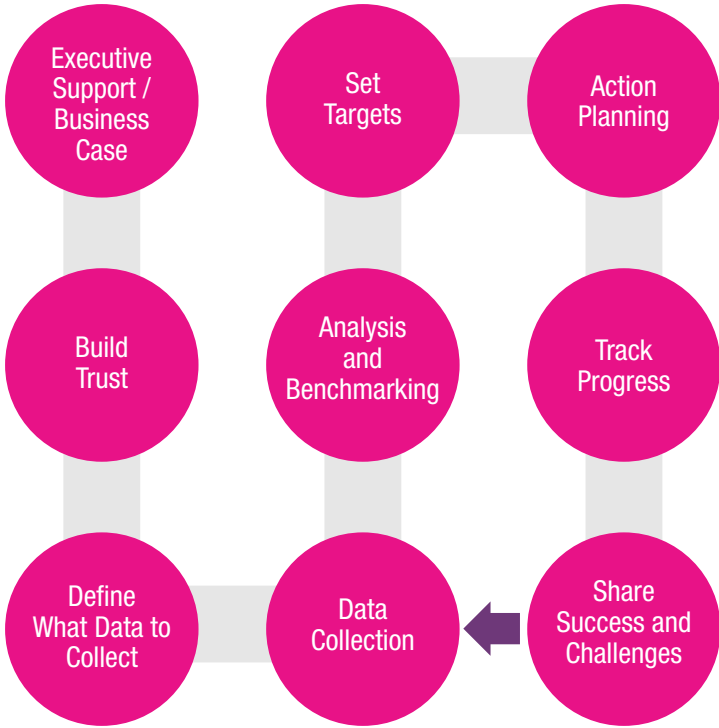 Executive
Support /
Business
Case
Set
Targets
Action
Planning
Build
Trust
Analysis
and
Benchmarking
Track
Progress
Define
What Data to
Collect
Data
Collection
Share
Success and
Challenges